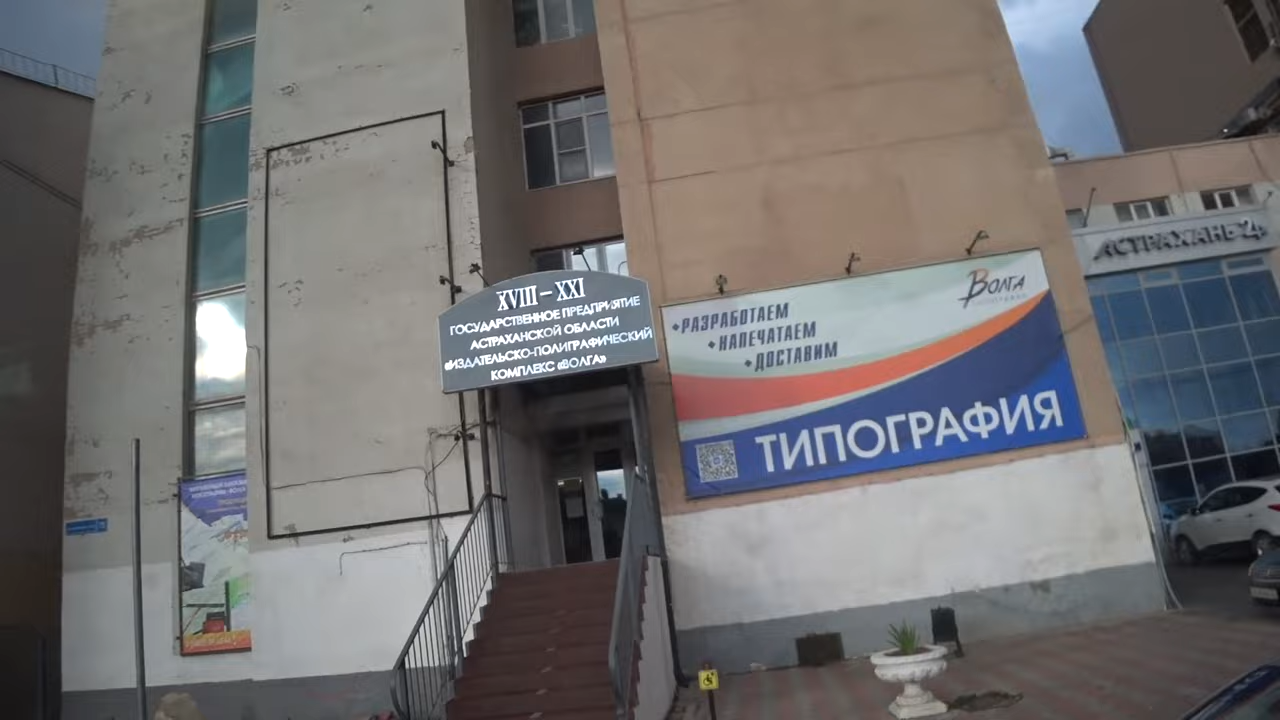 XVIII – XXI
ГОСУДАРСТВЕННОЕ ПРЕДПРИЯТИЕ
АСТРАХАНСКОЙ ОБЛАСТИ
«ИЗДАТЕЛЬСКО-ПОЛИГРАФИЧЕСКИЙ
КОМПЛЕКС «ВОЛГА»
РАЗРАБОТАЕМ
НАПЕЧАТАЕМ
ДОСТАВИМ
ВОЛГА
ТИПОГРАФИЯ
АСТРАХАНЬ 24